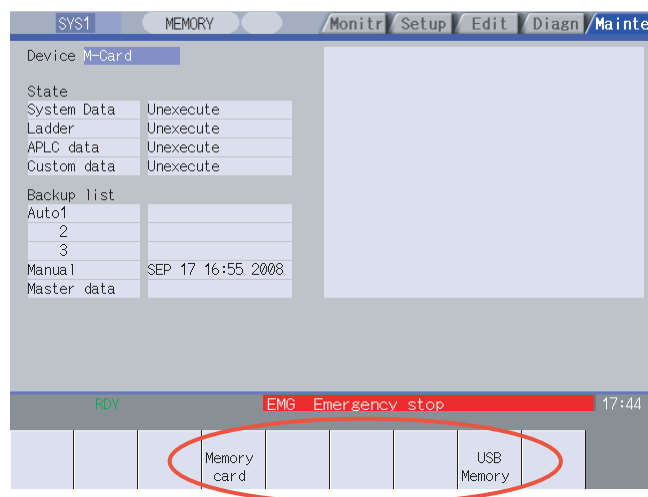 SYS1 MEMORY Monitr Setup Edit Diagn Mainte
Device M-Card
State
System Data Unexecute
Ladder Unexecute
APLC data Unexecute
Custom data Unexecute
Backup list
Auto1
2
3
Manual SEP 17 16:55 2008
Master data
RDY EMG Emergency stop 17:44
Memory card USB Memory